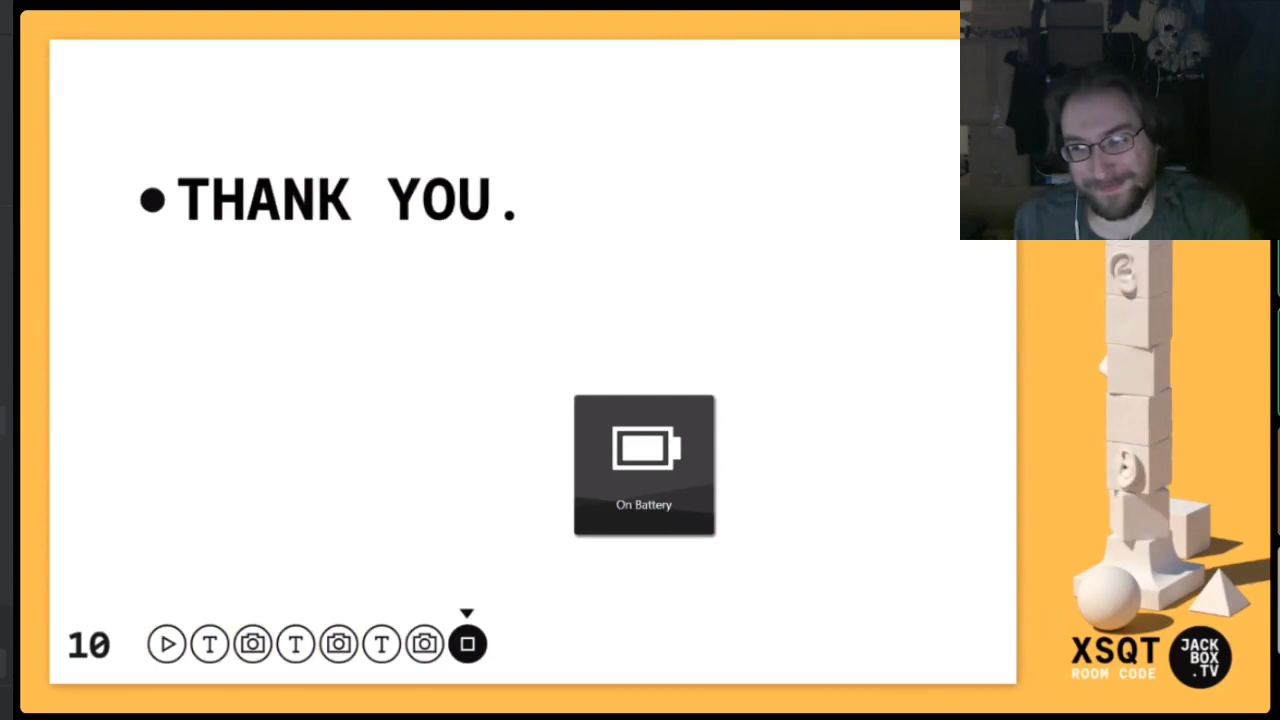 • THANK YOU.
On Battery
10 T T T
XSQT
ROOM CODE
JACK
BOX
.TV